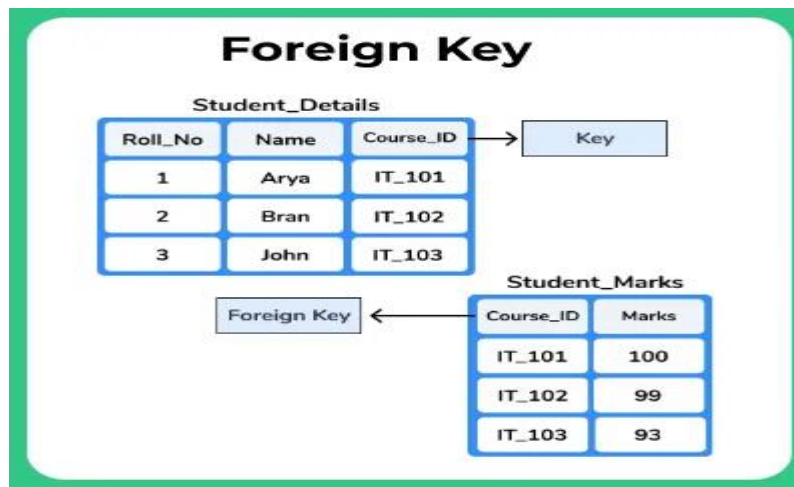 Foreign Key
Student_Details
Roll_No Name Course_ID Key
1 Arya IT_101
2 Bran IT_102
3 John IT_103
Student_Marks
Foreign Key Course_ID Marks
IT_101 100
IT_102 99
IT_103 93